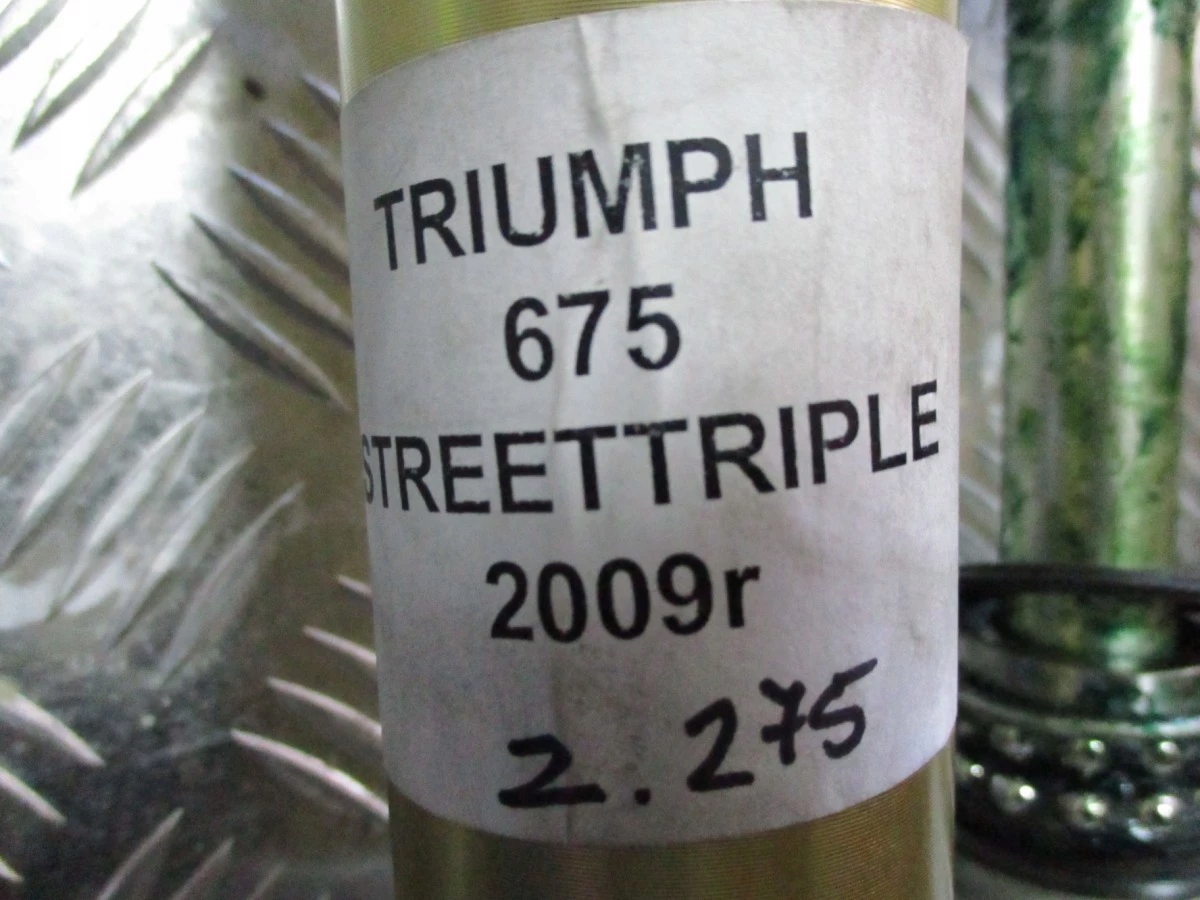 TRIUMPH
675
STREETTRIPLE
2009r
2.275